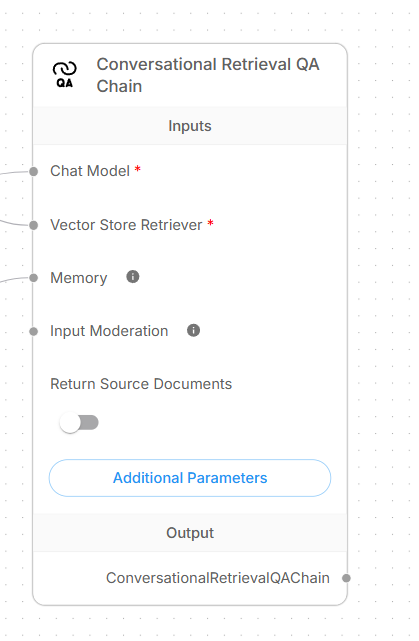 Conversational Retrieval QA
Chain
QA
Inputs
Chat Model *
Vector Store Retriever *
Memory
Input Moderation
Return Source Documents
Additional Parameters
Output
ConversationalRetrievalQAChain